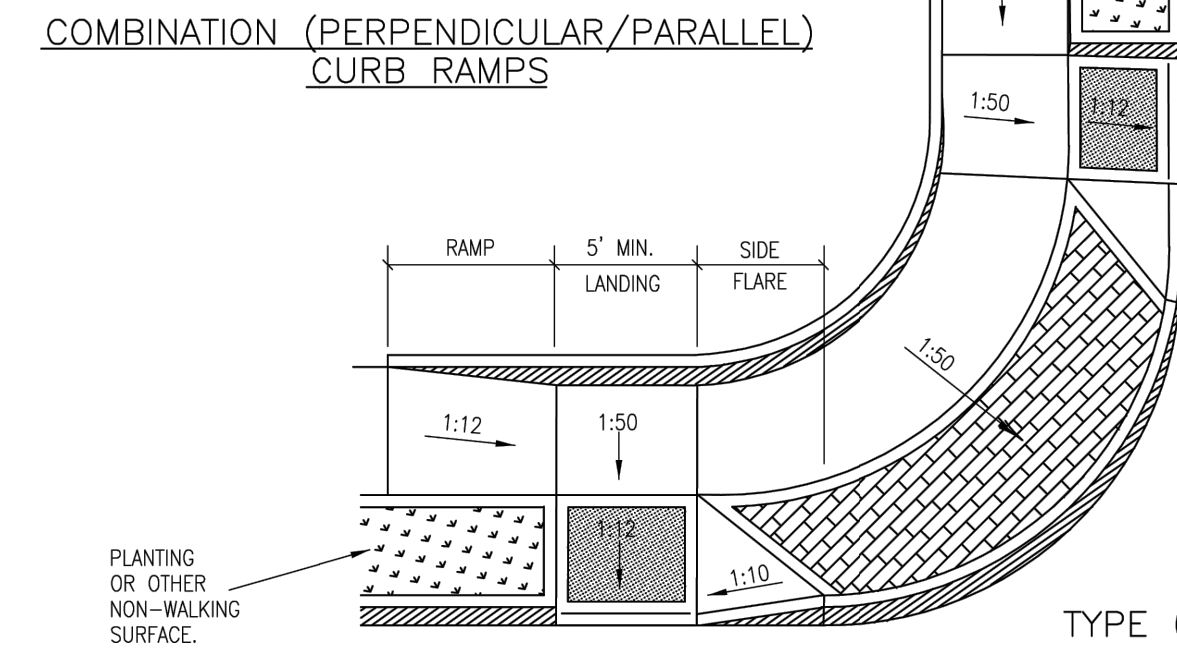 COMBINATION (PERPENDICULAR/PARALLEL)
CURB RAMPS
1:50
1:12
RAMP
5' MIN.
LANDING
SIDE
FLARE
1:50
1:12
1:50
1:12
1:10
PLANTING
OR OTHER
NON-WALKING
SURFACE.
TYPE